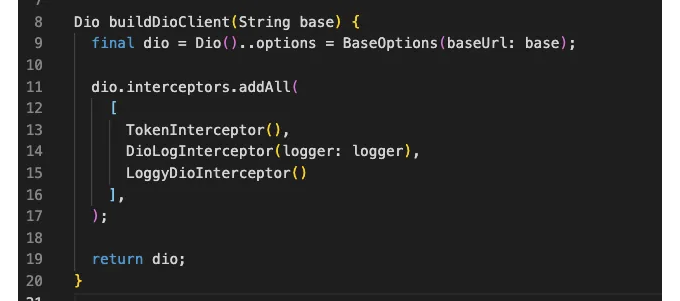 8 Dio buildDioClient(String base) {
9   final dio = Dio()..options = BaseOptions(baseUrl: base);
10
11   dio.interceptors.addAll(
12     [
13       TokenInterceptor(),
14       DioLogInterceptor(logger: logger),
15       LoggyDioInterceptor()
16     ],
17   );
18
19   return dio;
20 }